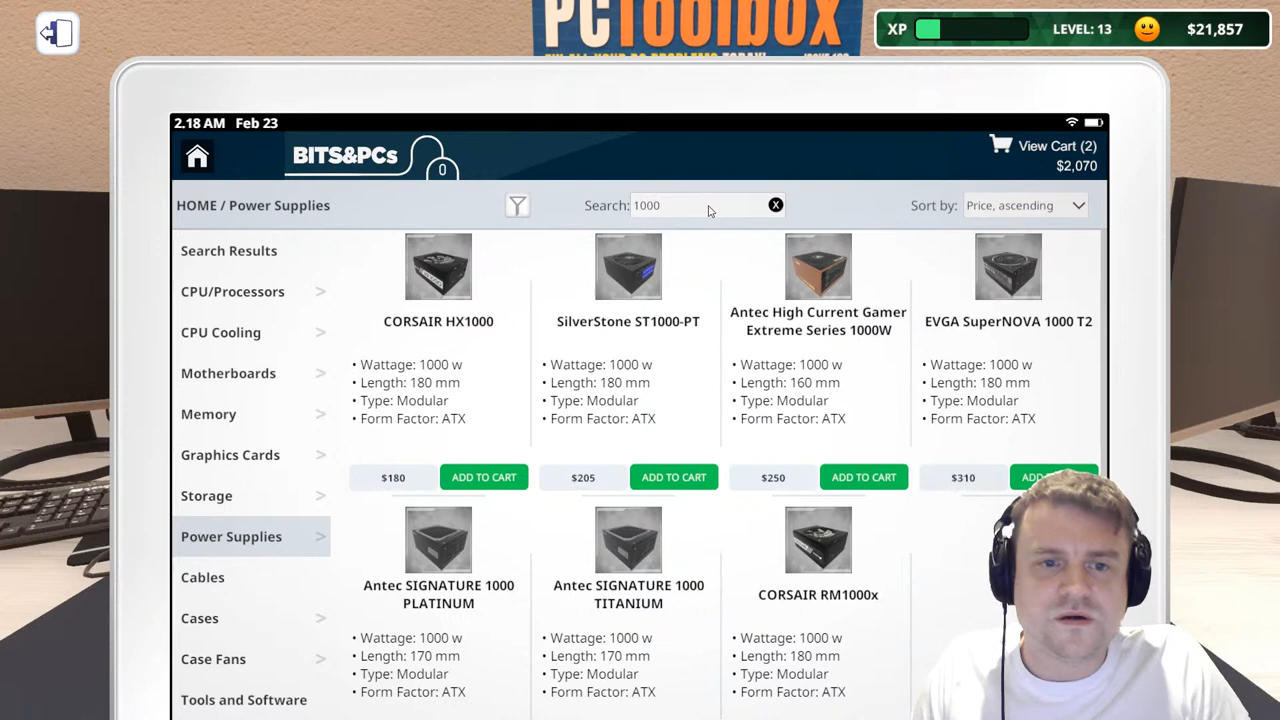 PCToolbox
XP
LEVEL: 13
$21,857
2.18 AM Feb 23
BITS&PCs
0
View Cart (2)
$2,070
HOME / Power Supplies
Search: 1000
X
Sort by: Price, ascending
Search Results
CPU/Processors >
CPU Cooling >
Motherboards >
Memory >
Graphics Cards >
Storage >
Power Supplies >
Cables
Cases >
Case Fans >
Tools and Software
CORSAIR HX1000
• Wattage: 1000 w
• Length: 180 mm
• Type: Modular
• Form Factor: ATX
$180 ADD TO CART
SilverStone ST1000-PT
• Wattage: 1000 w
• Length: 180 mm
• Type: Modular
• Form Factor: ATX
$205 ADD TO CART
Antec High Current Gamer
Extreme Series 1000W
• Wattage: 1000 w
• Length: 160 mm
• Type: Modular
• Form Factor: ATX
$250 ADD TO CART
EVGA SuperNOVA 1000 T2
• Wattage: 1000 w
• Length: 180 mm
• Type: Modular
• Form Factor: ATX
$310
Antec SIGNATURE 1000
PLATINUM
• Wattage: 1000 w
• Length: 170 mm
• Type: Modular
• Form Factor: ATX
Antec SIGNATURE 1000
TITANIUM
• Wattage: 1000 w
• Length: 170 mm
• Type: Modular
• Form Factor: ATX
CORSAIR RM1000x
• Wattage: 1000 w
• Length: 180 mm
• Type: Modular
• Form Factor: ATX